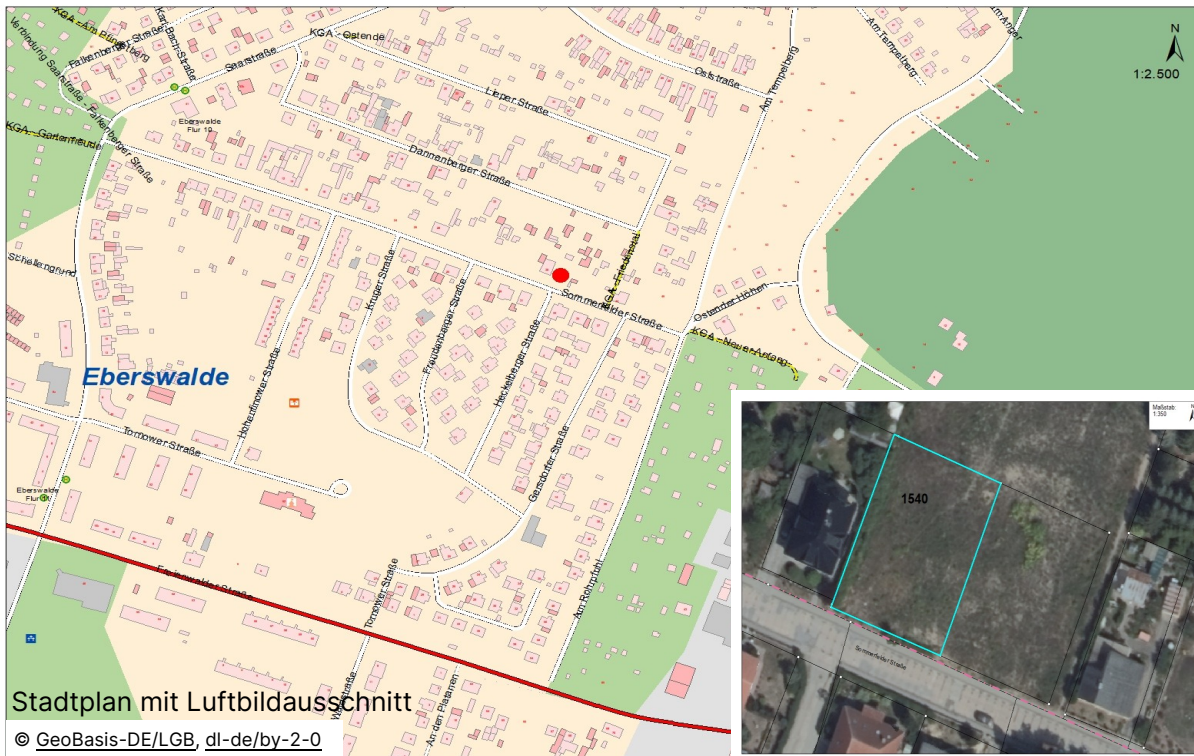 KGA - Am Pfingstberg
Falkenberger Straße
Karl-Bach-Straße
Verbindung Saarstraße - Falkenberger Straße
KGA - Gartenfreude
Saarstraße
KGA - Ostende
Eberswalde
Flur 10
Lieper Straße
Dannenberger Straße
Oststraße
Am Tempelberg
Am Tempelberg
Am Anger
N
1:2.500
Schellengrund
Sommerfelder Straße
Ostender Höhen
KGA - Neuer Anfang
Kruger Straße
Freudenberger Straße
Heckelberger Straße
Hohenfinower Straße
Eberswalde
Tornower Straße
Gersdorfer Straße
Am Rohrpfuhl
Eberswalde
Freienwalder Straße
Tornower Straße
An den Platanen
Maßstab:
1:350
N
1540
Sommerfelder Straße
Stadtplan mit Luftbildausschnitt
© GeoBasis-DE/LGB, dl-de/by-2-0